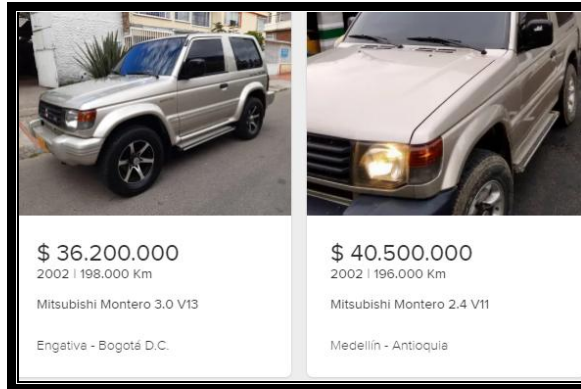 $ 36.200.000
2002 | 198.000 Km
Mitsubishi Montero 3.0 V13
Engativa - Bogotá D.C.
$ 40.500.000
2002 | 196.000 Km
Mitsubishi Montero 2.4 V11
Medellín - Antioquia